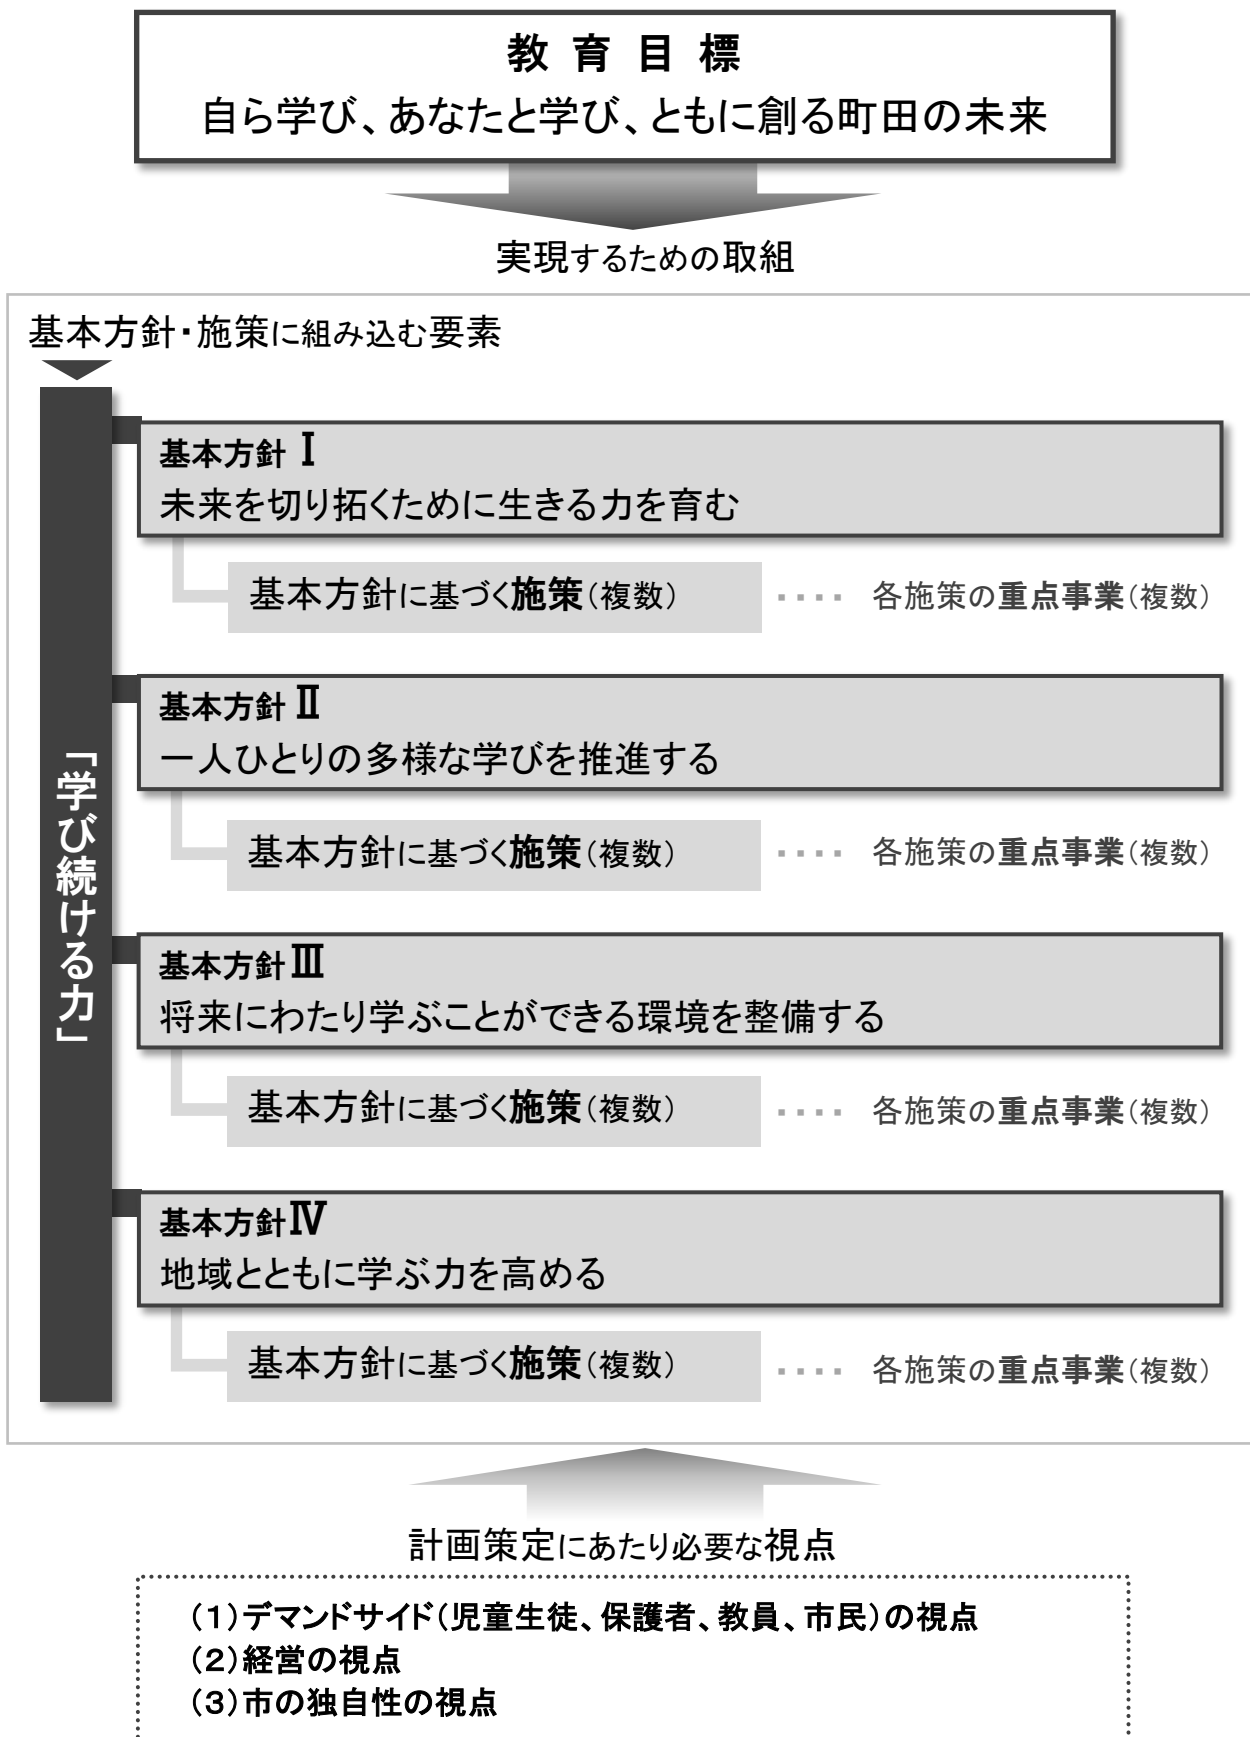 教育目標
自ら学び、あなたと学び、ともに創る町田の未来
実現するための取組
基本方針・施策に組み込む要素
「学び続ける力」
基本方針 Ⅰ
未来を切り拓くために生きる力を育む
基本方針に基づく施策（複数） ････ 各施策の重点事業（複数）
基本方針 Ⅱ
一人ひとりの多様な学びを推進する
基本方針に基づく施策（複数） ････ 各施策の重点事業（複数）
基本方針 Ⅲ
将来にわたり学ぶことができる環境を整備する
基本方針に基づく施策（複数） ････ 各施策の重点事業（複数）
基本方針Ⅳ
地域とともに学ぶ力を高める
基本方針に基づく施策（複数） ････ 各施策の重点事業（複数）
計画策定にあたり必要な視点
（１）デマンドサイド（児童生徒、保護者、教員、市民）の視点
（２）経営の視点
（３）市の独自性の視点